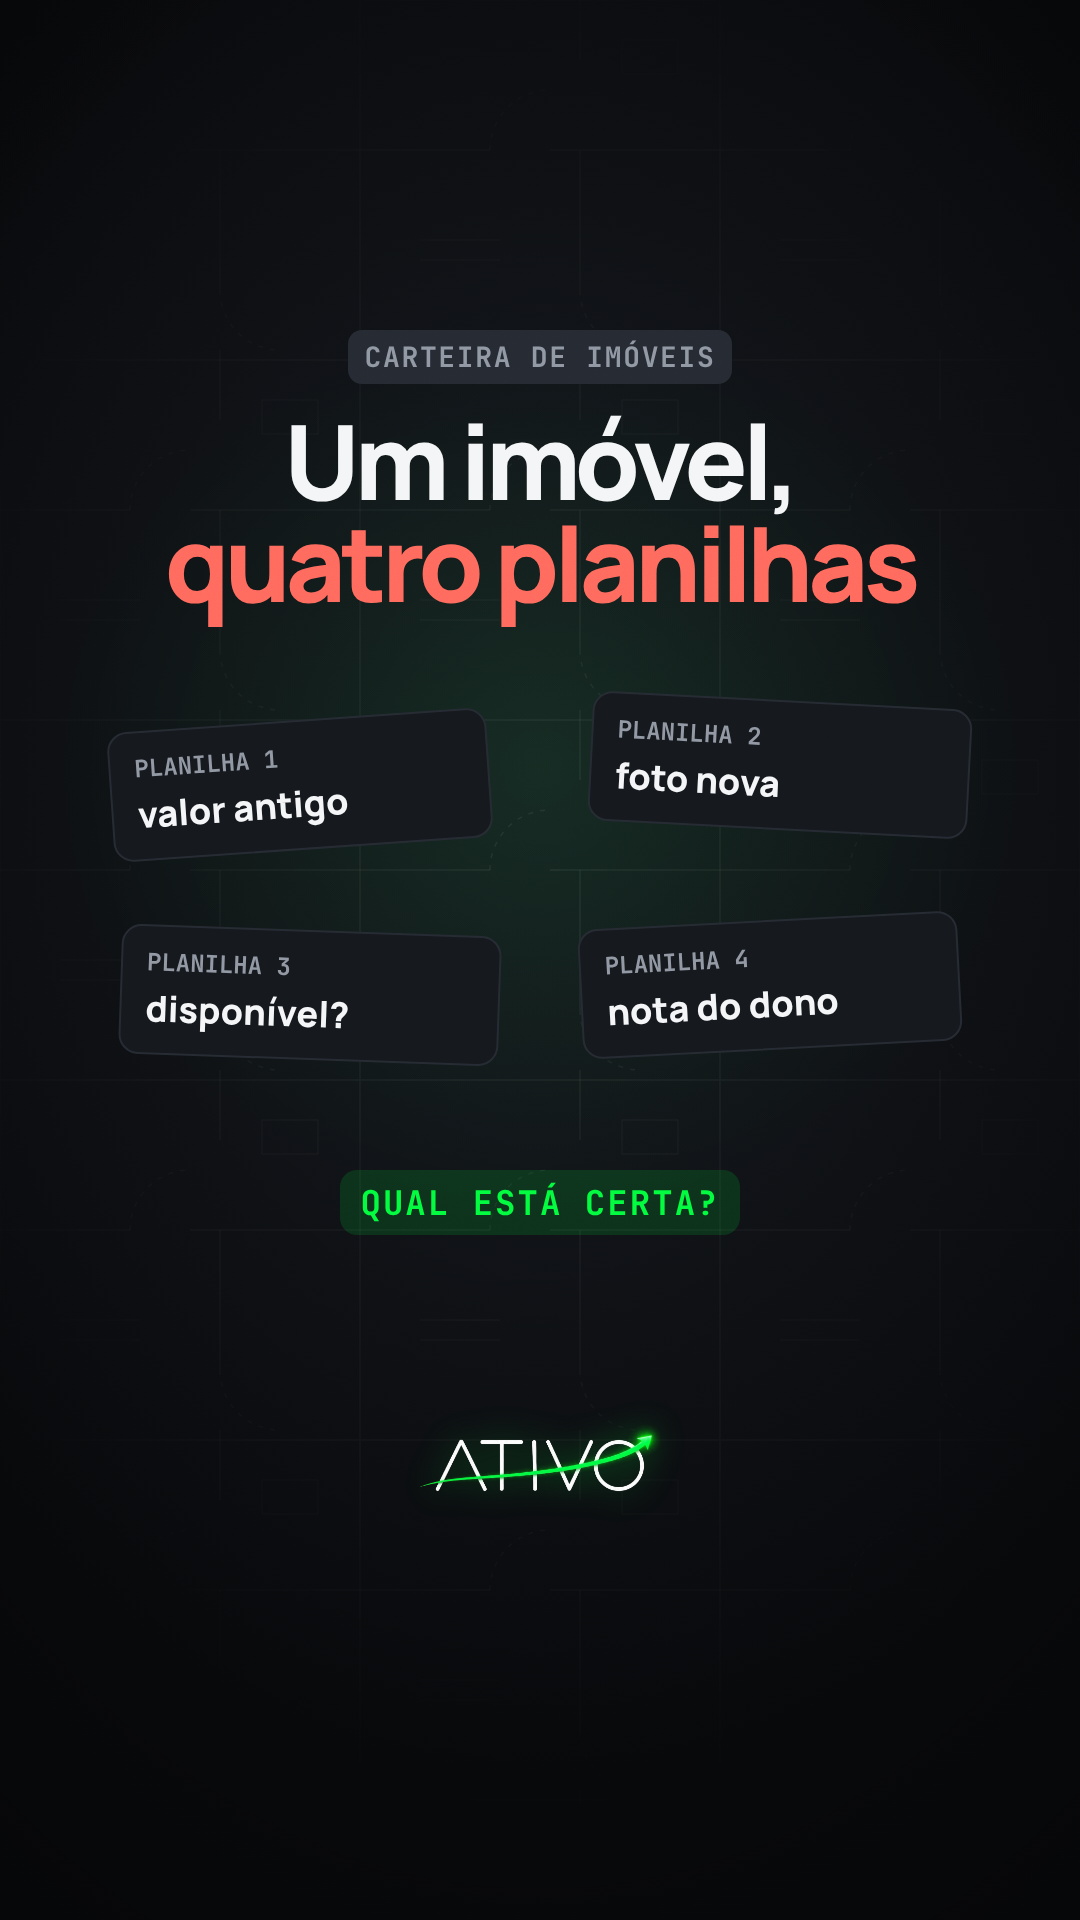 CARTEIRA DE IMÓVEIS
Um imóvel,
quatro planilhas
PLANILHA 1
valor antigo
PLANILHA 2
foto nova
PLANILHA 3
disponível?
PLANILHA 4
nota do dono
QUAL ESTÁ CERTA?
ATIVO